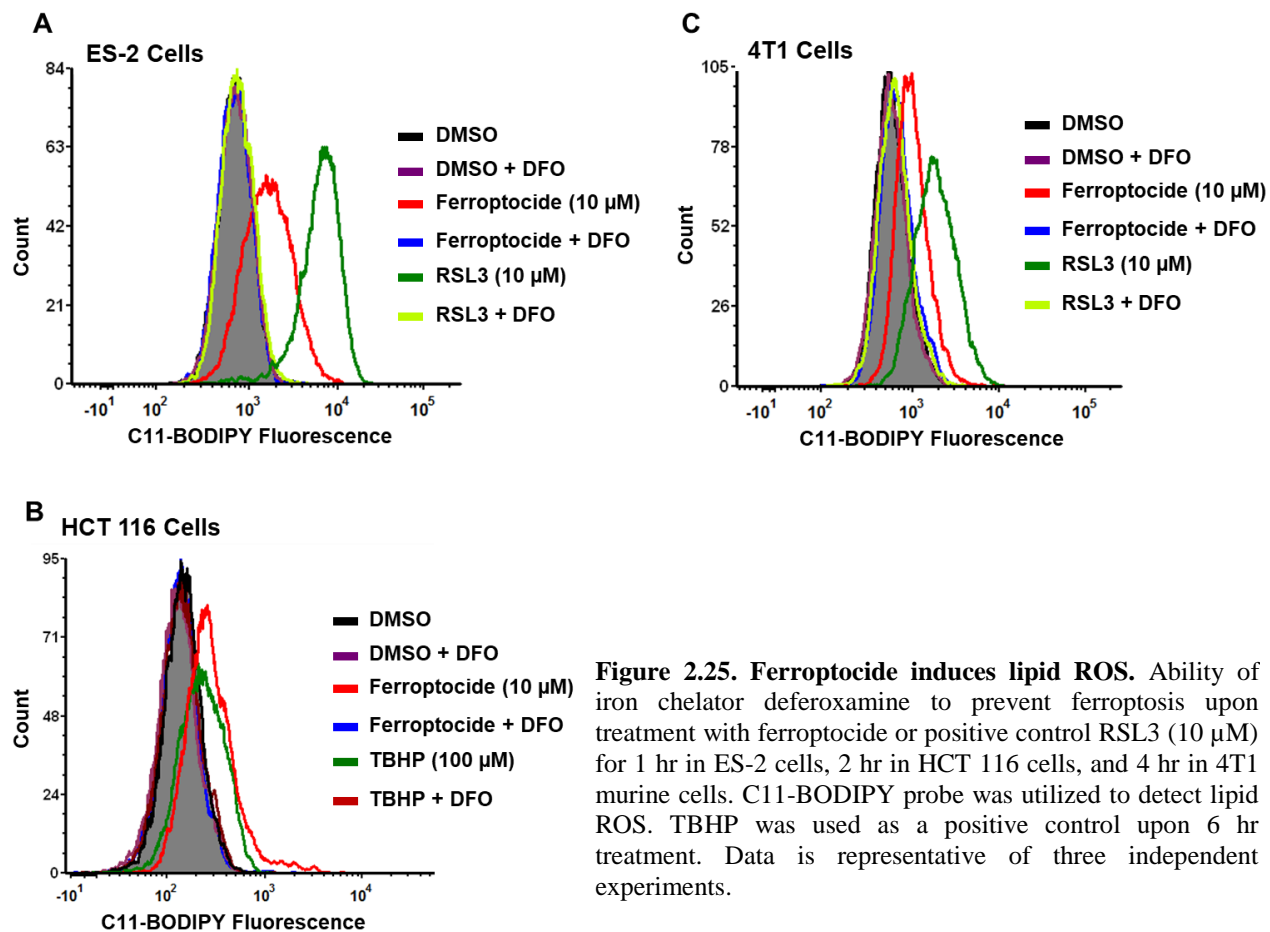 A
ES-2 Cells
84
63
42
21
0
Count
-10¹ 10² 10³ 10⁴ 10⁵
C11-BODIPY Fluorescence
DMSO
DMSO + DFO
Ferroptocide (10 µM)
Ferroptocide + DFO
RSL3 (10 µM)
RSL3 + DFO
C
4T1 Cells
105
78
52
26
0
Count
-10¹ 10² 10³ 10⁴ 10⁵
C11-BODIPY Fluorescence
DMSO
DMSO + DFO
Ferroptocide (10 µM)
Ferroptocide + DFO
RSL3 (10 µM)
RSL3 + DFO
B
HCT 116 Cells
95
71
48
24
0
Count
-10¹ 10² 10³ 10⁴
C11-BODIPY Fluorescence
DMSO
DMSO + DFO
Ferroptocide (10 µM)
Ferroptocide + DFO
TBHP (100 µM)
TBHP + DFO
Figure 2.25. Ferroptocide induces lipid ROS. Ability of
iron chelator deferoxamine to prevent ferroptosis upon
treatment with ferroptocide or positive control RSL3 (10 µM)
for 1 hr in ES-2 cells, 2 hr in HCT 116 cells, and 4 hr in 4T1
murine cells. C11-BODIPY probe was utilized to detect lipid
ROS. TBHP was used as a positive control upon 6 hr
treatment. Data is representative of three independent
experiments.